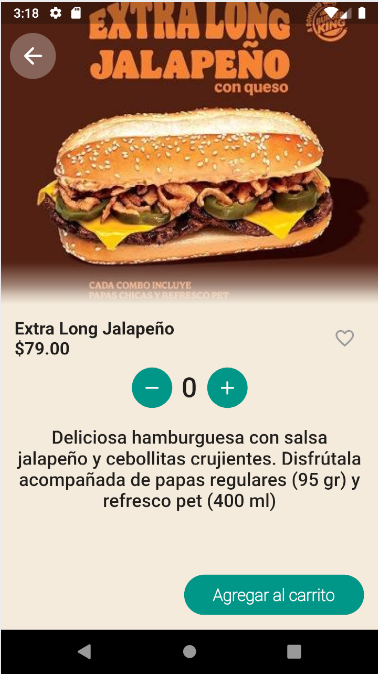 3:18
EXTRA LONG
JALAPEÑO
con queso
BURGER
KING
CADA COMBO INCLUYE
PAPAS CHICAS Y REFRESCO PET
Extra Long Jalapeño
$79.00
0
Deliciosa hamburguesa con salsa
jalapeño y cebollitas crujientes. Disfrútala
acompañada de papas regulares (95 gr) y
refresco pet (400 ml)
Agregar al carrito